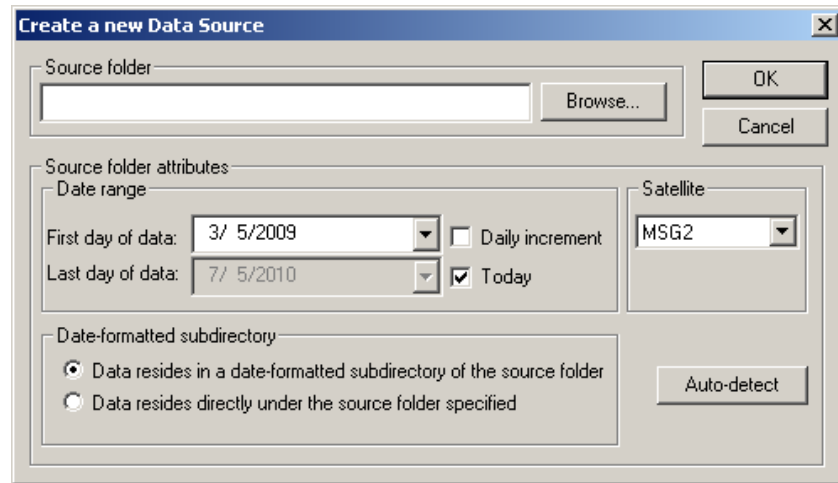 Create a new Data Source
Source folder
Browse...
OK
Cancel
Source folder attributes
Date range
First day of data: 3/ 5/2009 Daily increment
Last day of data: 7/ 5/2010 Today
Satellite
MSG2
Date-formatted subdirectory
Data resides in a date-formatted subdirectory of the source folder
Data resides directly under the source folder specified
Auto-detect